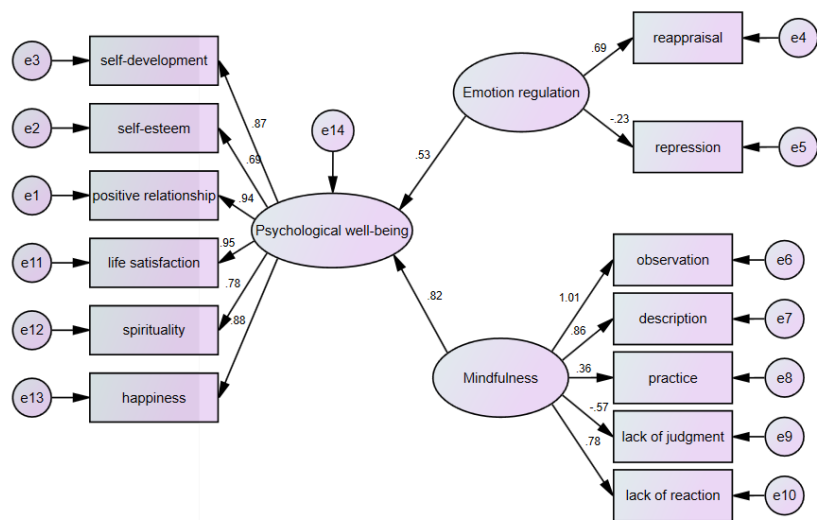 e3
self-development
e2
self-esteem
e1
positive relationship
e11
life satisfaction
e12
spirituality
e13
happiness
.87
.69
.94
.95
.78
.88
e14
Psychological well-being
.53
.82
Emotion regulation
.69
-.23
reappraisal
e4
repression
e5
Mindfulness
1.01
.86
.36
-.57
.78
observation
e6
description
e7
practice
e8
lack of judgment
e9
lack of reaction
e10